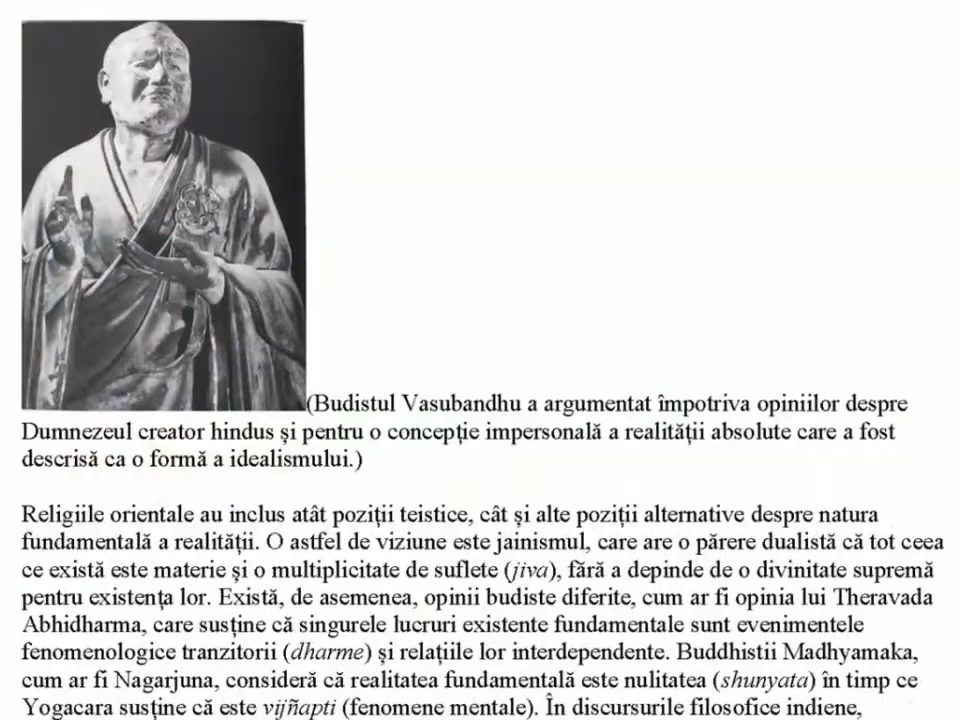 (Budistul Vasubandhu a argumentat împotriva opiniilor despre
Dumnezeul creator hindus și pentru o concepție impersonală a realității absolute care a fost
descrisă ca o formă a idealismului.)
Religiile orientale au inclus atât poziții teistice, cât și alte poziții alternative despre natura
fundamentală a realității. O astfel de viziune este jainismul, care are o părere dualistă că tot ceea
ce există este materie și o multiplicitate de suflete (jiva), fără a depinde de o divinitate supremă
pentru existența lor. Există, de asemenea, opinii budiste diferite, cum ar fi opinia lui Theravada
Abhidharma, care susține că singurele lucruri existente fundamentale sunt evenimentele
fenomenologice tranzitorii (dharme) și relațiile lor interdependente. Buddhistii Madhyamaka,
cum ar fi Nagarjuna, consideră că realitatea fundamentală este nulitatea (shunyata) în timp ce
Yogacara susține că este vijñapti (fenomene mentale). În discursurile filosofice indiene,